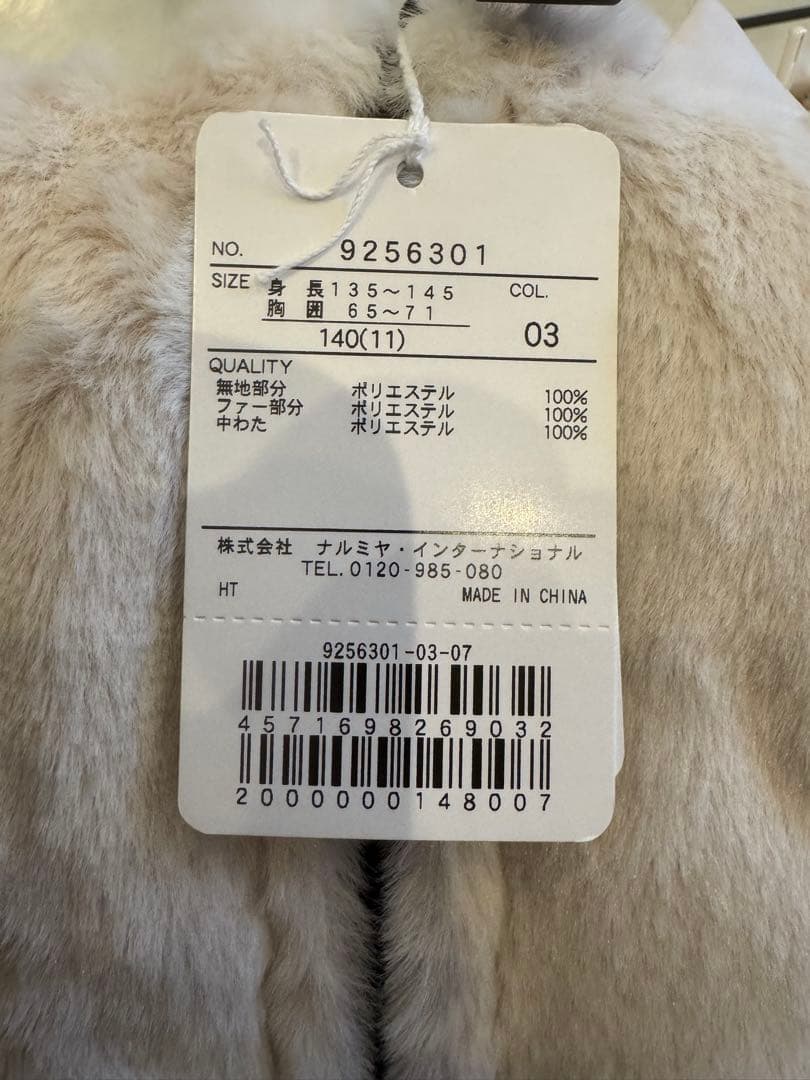 NO. 9256301
SIZE 身長 135～145 COL.
胸囲 65～71
140(11) 03
QUALITY
無地部分 ポリエステル 100%
ファー部分 ポリエステル 100%
中わた ポリエステル 100%
株式会社 ナルミヤ・インターナショナル
TEL.0120-985-080
HT MADE IN CHINA
9256301-03-07
4571698269032
2000000148007